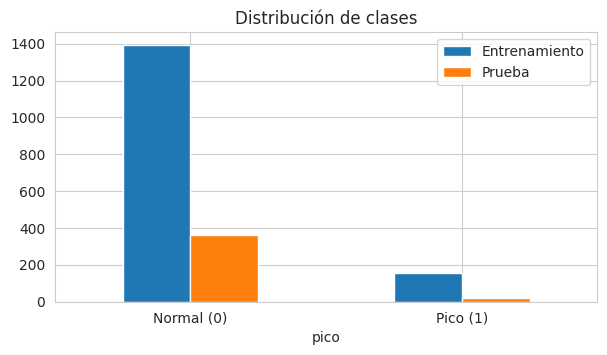 Distribución de clases
Entrenamiento
Prueba
1400
1200
1000
800
600
400
200
0
Normal (0)
Pico (1)
pico